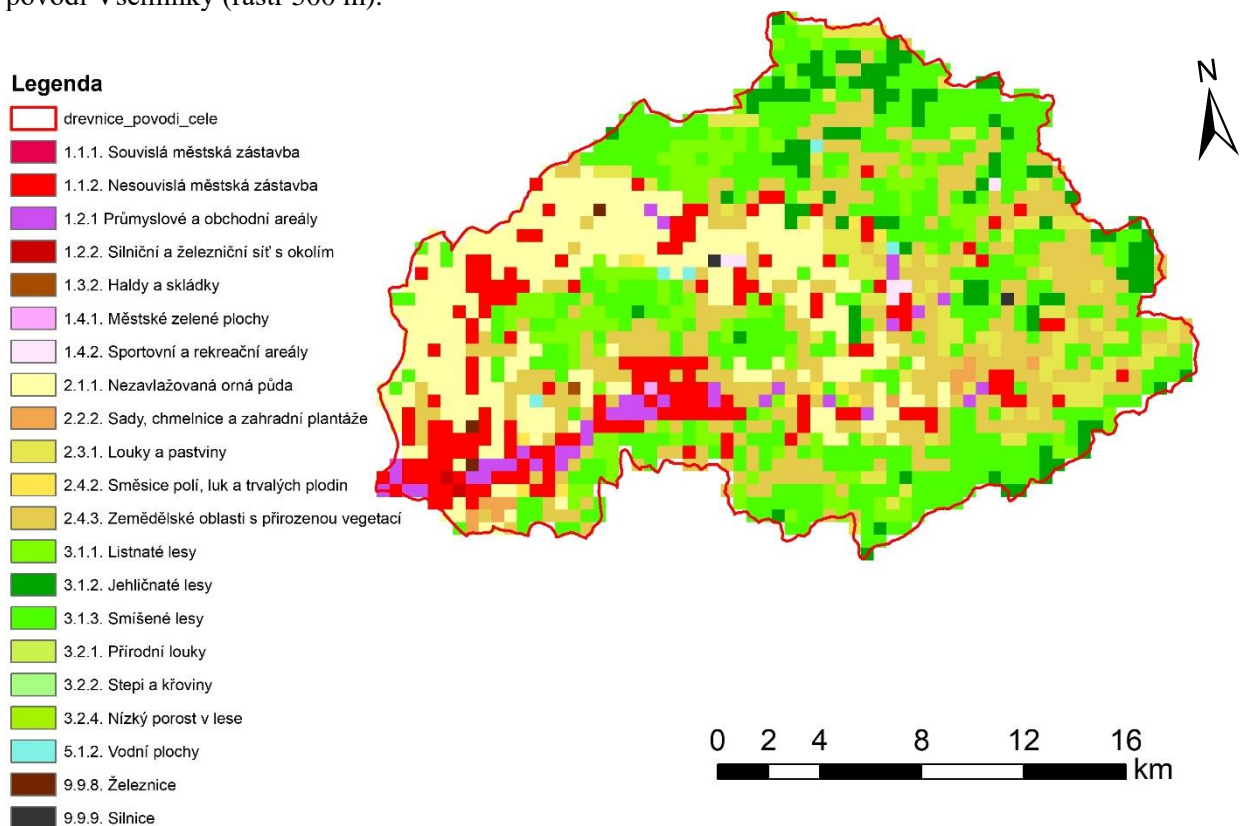 povodí Všeminky (rastr 500 m).
N
Legenda
drevnice_povodi_cele
1.1.1. Souvislá městská zástavba
1.1.2. Nesouvislá městská zástavba
1.2.1 Průmyslové a obchodní areály
1.2.2. Silniční a železniční síť s okolím
1.3.2. Haldy a skládky
1.4.1. Městské zelené plochy
1.4.2. Sportovní a rekreační areály
2.1.1. Nezavlažovaná orná půda
2.2.2. Sady, chmelnice a zahradní plantáže
2.3.1. Louky a pastviny
2.4.2. Směsice polí, luk a trvalých plodin
2.4.3. Zemědělské oblasti s přirozenou vegetací
3.1.1. Listnaté lesy
3.1.2. Jehličnaté lesy
3.1.3. Smíšené lesy
3.2.1. Přírodní louky
3.2.2. Stepi a křoviny
3.2.4. Nízký porost v lese
5.1.2. Vodní plochy
9.9.8. Železnice
9.9.9. Silnice
0 2 4 8 12 16
km